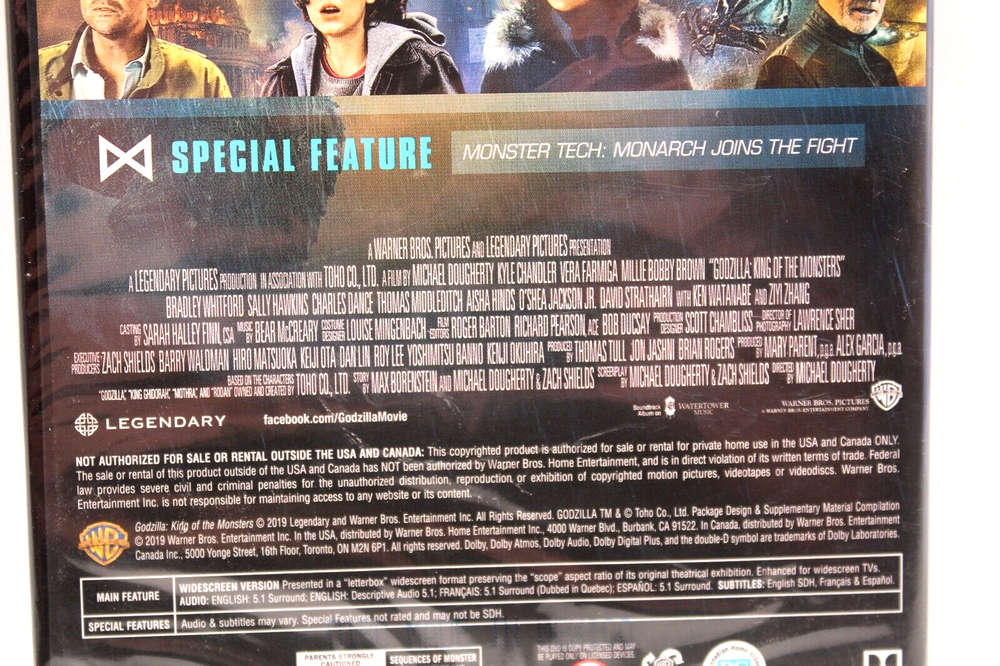 SPECIAL FEATURE MONSTER TECH: MONARCH JOINS THE FIGHT
A WARNER BROS. PICTURES AND LEGENDARY PICTURES PRESENTATION
A LEGENDARY PICTURES PRODUCTION IN ASSOCIATION WITH TOHO CO., LTD. A FILM BY MICHAEL DOUGHERTY KYLE CHANDLER VERA FARMIGA MILLIE BOBBY BROWN "GODZILLA: KING OF THE MONSTERS"
BRADLEY WHITFORD SALLY HAWKINS CHARLES DANCE THOMAS MIDDLEDITCH AISHA HINDS O'SHEA JACKSON JR. DAVID STRATHAIRN WITH KEN WATANABE AND ZIYI ZHANG
CASTING BY SARAH HALLEY FINN, CSA MUSIC BY BEAR McCREARY COSTUME DESIGNER LOUISE MINGENBACH FILM EDITORS ROGER BARTON RICHARD PEARSON, ACE BOB DUCSAY PRODUCTION DESIGNER SCOTT CHAMBLISS DIRECTOR OF PHOTOGRAPHY LAWRENCE SHER
EXECUTIVE PRODUCERS ZACH SHIELDS BARRY WALDMAN HIRO MATSUOKA KEIJI OTA DAN LIN ROY LEE YOSHIMITSU BANNO KENJI OKUHIRA PRODUCED BY THOMAS TULL JON JASHNI BRIAN ROGERS PRODUCED BY MARY PARENT, p.g.a. ALEX GARCIA, p.g.a.
BASED ON THE CHARACTERS "GODZILLA," "KING GHIDORAH," "MOTHRA," AND "RODAN" OWNED AND CREATED BY TOHO CO., LTD. STORY BY MAX BORENSTEIN AND MICHAEL DOUGHERTY & ZACH SHIELDS SCREENPLAY BY MICHAEL DOUGHERTY & ZACH SHIELDS DIRECTED BY MICHAEL DOUGHERTY
LEGENDARY facebook.com/GodzillaMovie Soundtrack Album on WATERTOWER MUSIC WARNER BROS. PICTURES A WARNER BROS. ENTERTAINMENT COMPANY
NOT AUTHORIZED FOR SALE OR RENTAL OUTSIDE THE USA AND CANADA: This copyrighted product is authorized for sale or rental for private home use in the USA and Canada ONLY.
The sale or rental of this product outside of the USA and Canada has NOT been authorized by Warner Bros. Home Entertainment, and is in direct violation of its written terms of trade. Federal
law provides severe civil and criminal penalties for the unauthorized distribution, reproduction or exhibition of copyrighted motion pictures, videotapes or videodiscs. Warner Bros.
Entertainment Inc. is not responsible for maintaining access to any website or its content.
Godzilla: King of the Monsters © 2019 Legendary and Warner Bros. Entertainment Inc. All Rights Reserved. GODZILLA TM & © Toho Co., Ltd. Package Design & Supplementary Material Compilation
© 2019 Warner Bros. Entertainment Inc. In the USA, distributed by Warner Bros. Home Entertainment Inc., 4000 Warner Blvd., Burbank, CA 91522. In Canada, distributed by Warner Bros. Entertainment
Canada Inc., 5000 Yonge Street, 16th Floor, Toronto, ON M2N 6P1. All rights reserved. Dolby, Dolby Atmos, Dolby Audio, Dolby Digital Plus, and the double-D symbol are trademarks of Dolby Laboratories.
MAIN FEATURE
WIDESCREEN VERSION Presented in a "letterbox" widescreen format preserving the "scope" aspect ratio of its original theatrical exhibition. Enhanced for widescreen TVs.
AUDIO: ENGLISH: 5.1 Surround; ENGLISH: Descriptive Audio 5.1; FRANÇAIS: 5.1 Surround (Dubbed in Quebec); ESPAÑOL: 5.1 Surround. SUBTITLES: English SDH, Français & Español.
SPECIAL FEATURES Audio & subtitles may vary. Special Features not rated and may not be SDH.
PARENTS STRONGLY CAUTIONED
SEQUENCES OF MONSTER
THIS DVD IS COPY PROTECTED AND MAY BE PLAYED ONLY ON LICENSED DEVICES.